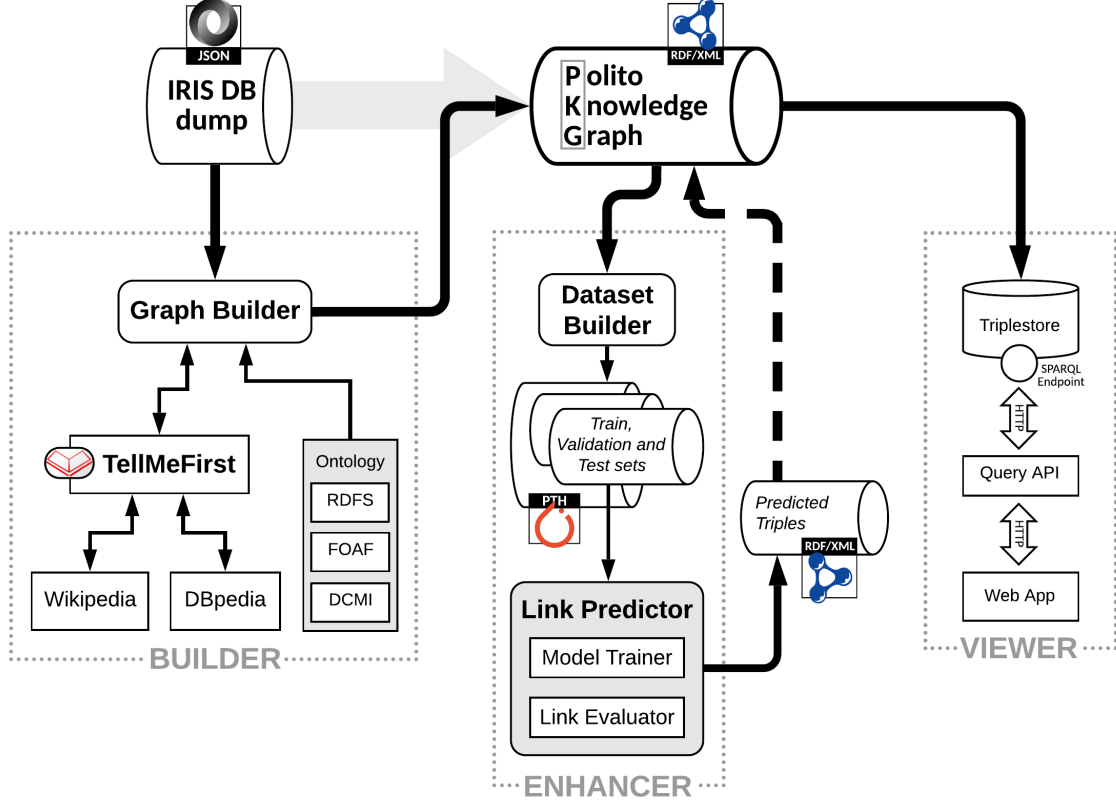 JSON
IRIS DB
dump
RDF/XML
Polito
Knowledge
Graph
Graph Builder
TellMeFirst
Wikipedia
DBpedia
Ontology
RDFS
FOAF
DCMI
BUILDER
Dataset
Builder
Train,
Validation and
Test sets
PTH
Link Predictor
Model Trainer
Link Evaluator
Predicted
Triples
RDF/XML
ENHANCER
Triplestore
SPARQL
Endpoint
HTTP
Query API
HTTP
Web App
VIEWER